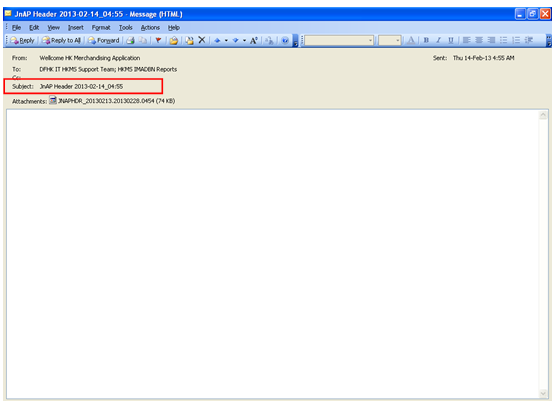 JnAP Header 2013-02-14_04:55 - Message (HTML)
File Edit View Insert Format Tools Actions Help
Reply Reply to All Forward
From: Wellcome HK Merchandising Application Sent: Thu 14-Feb-13 4:55 AM
To: DFHK IT HKMS Support Team; HKMS IMADBN Reports
Cc:
Subject: JnAP Header 2013-02-14_04:55
Attachments: JNAPHDR_20130213.20130228.0454 (74 KB)